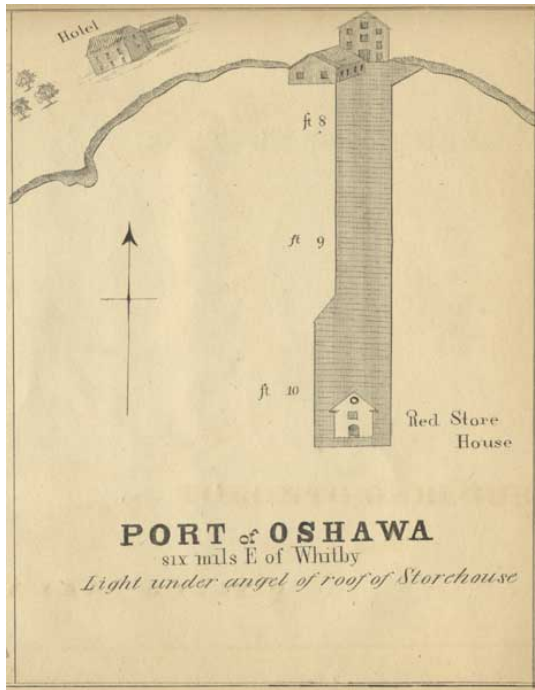 Hotel
ft 8
ft 9
ft 10
Red Store
House
PORT of OSHAWA
six mils E of Whitby
Light under angel of roof of Storehouse